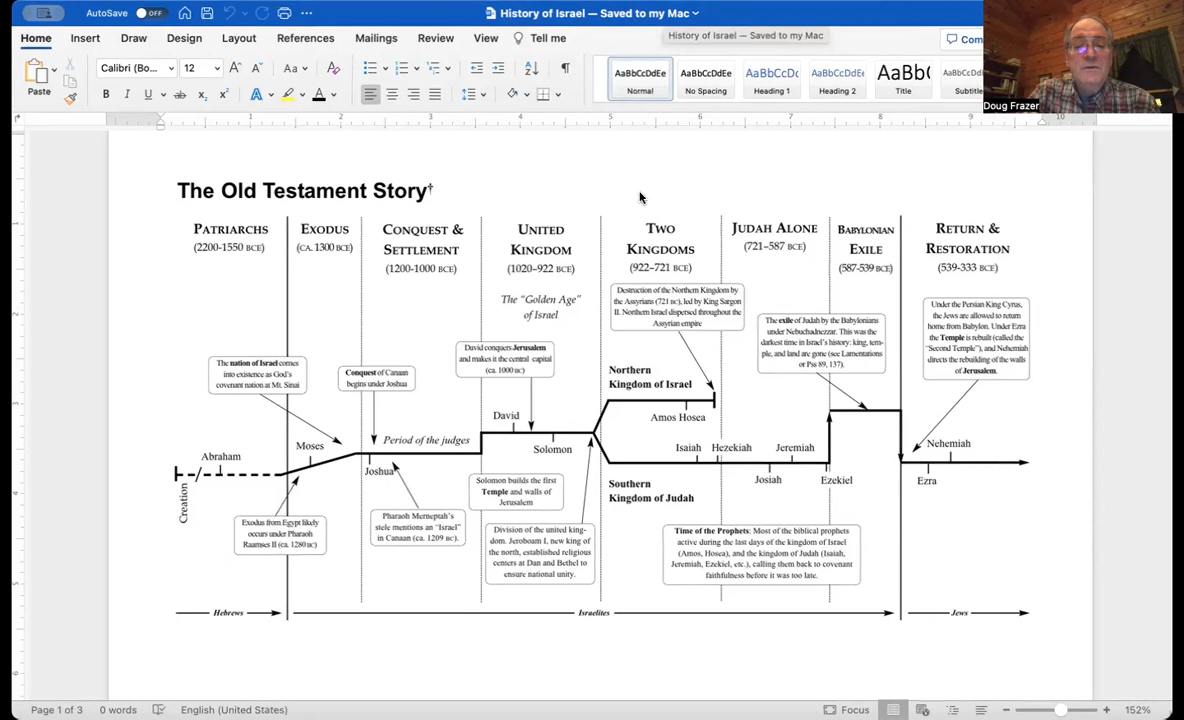 AutoSave OFF
History of Israel — Saved to my Mac
Home Insert Draw Design Layout References Mailings Review View Tell me
History of Israel — Saved to my Mac
Com
Paste
Calibri (Bo... 12
AaBbCcDdEe
Normal
AaBbCcDdEe
No Spacing
AaBbCcDc
Heading 1
AaBbCcDdEe
Heading 2
AaBb(
Title
AaBbCcDdEe
Subtitle
Doug Frazer
The Old Testament Story†
PATRIARCHS
(2200-1550 BCE)
EXODUS
(CA. 1300 BCE)
CONQUEST &
SETTLEMENT
(1200-1000 BCE)
UNITED
KINGDOM
(1020–922 BCE)
The "Golden Age"
of Israel
TWO
KINGDOMS
(922–721 BCE)
JUDAH ALONE
(721–587 BCE)
BABYLONIAN
EXILE
(587-539 BCE)
RETURN &
RESTORATION
(539-333 BCE)
Destruction of the Northern Kingdom by
the Assyrians (721 BC), led by King Sargon
II. Northern Israel dispersed throughout the
Assyrian empire
The exile of Judah by the Babylonians
under Nebuchadnezzar. This was the
darkest time in Israel's history: king, tem-
ple, and land are gone (see Lamentations
or Pss 89, 137).
Under the Persian King Cyrus,
the Jews are allowed to return
home from Babylon. Under Ezra
the Temple is rebuilt (called the
"Second Temple"), and Nehemiah
directs the rebuilding of the walls
of Jerusalem.
The nation of Israel comes
into existence as God's
covenant nation at Mt. Sinai
Conquest of Canaan
begins under Joshua
David conquers Jerusalem
and makes it the central capital
(ca. 1000 BC)
Northern
Kingdom of Israel
Amos Hosea
David
Solomon
Period of the judges
Moses
Abraham
Joshua
Creation
Isaiah Hezekiah Jeremiah
Josiah Ezekiel
Nehemiah
Ezra
Southern
Kingdom of Judah
Solomon builds the first
Temple and walls of
Jerusalem
Exodus from Egypt likely
occurs under Pharaoh
Raamses II (ca. 1280 BC)
Pharaoh Merneptah's
stele mentions an "Israel"
in Canaan (ca. 1209 BC).
Division of the united king-
dom. Jeroboam I, new king of
the north, established religious
centers at Dan and Bethel to
ensure national unity.
Time of the Prophets: Most of the biblical prophets
active during the last days of the kingdom of Israel
(Amos, Hosea), and the kingdom of Judah (Isaiah,
Jeremiah, Ezekiel, etc.), calling them back to covenant
faithfulness before it was too late.
Hebrews
Israelites
Jews
Page 1 of 3 0 words English (United States) Focus 152%